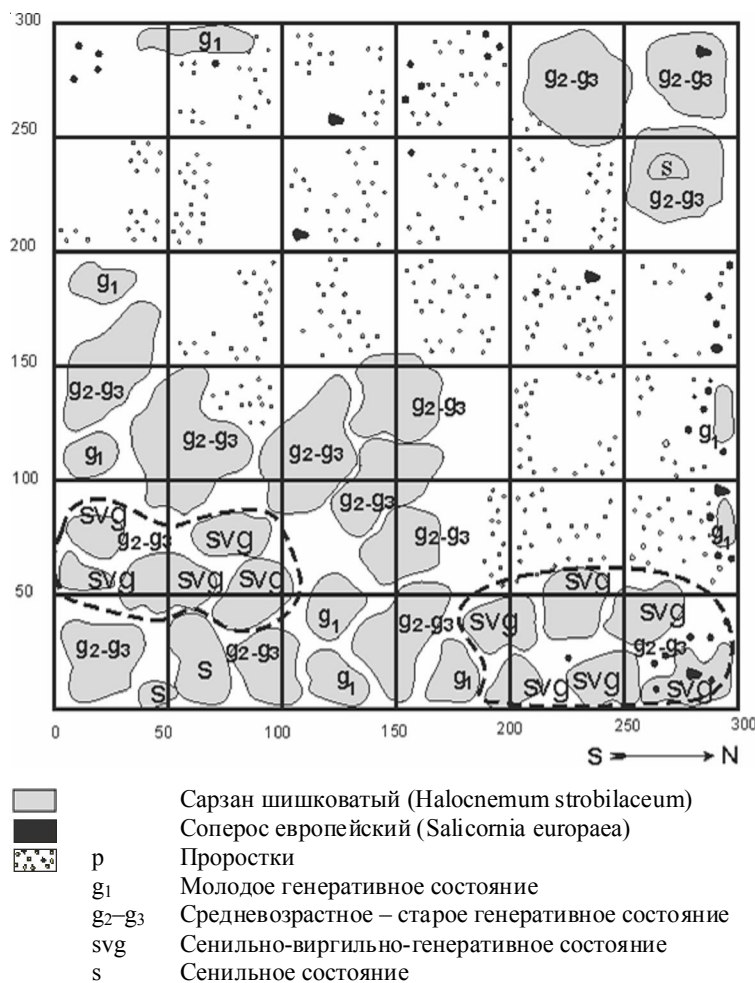 300
g₁
g₂-g₃
g₂-g₃
250
s
g₂-g₃
200
g₁
150
g₂-g₃
g₂-g₃
g₂-g₃
g₂-g₃
g₁
g₁
100
svg
g₂-g₃
svg
g₂-g₃
g₂-g₃
g₁
svg
svg
svg
svg
50
g₁
g₂-g₃
svg
svg
g₂-g₃
g₂-g₃
s
g₂-g₃
s
g₁
g₁
svg
svg
svg
0 50 100 150 200 250 300
S N
Сарзан шишковатый (Halocnemum strobilaceum)
Соперос европейский (Salicornia europaea)
p Проростки
g₁ Молодое генеративное состояние
g₂–g₃ Средневозрастное – старое генеративное состояние
svg Сенильно-виргильно-генеративное состояние
s Сенильное состояние